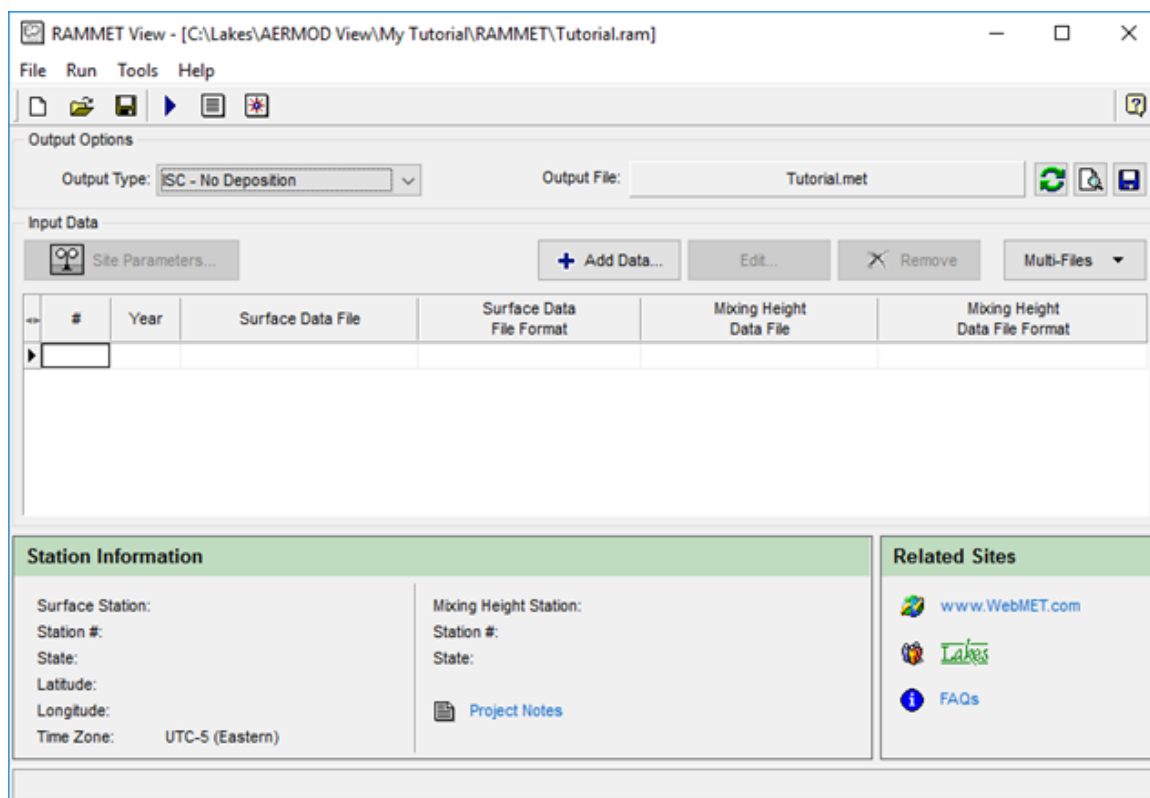 RAMMET View - [C:\Lakes\AERMOD View\My Tutorial\RAMMET\Tutorial.ram]
File Run Tools Help
Output Options
Output Type: ISC - No Deposition Output File: Tutorial.met
Input Data
Site Parameters... Add Data... Edit... Remove Multi-Files
# Year Surface Data File Surface Data File Format Mixing Height Data File Mixing Height Data File Format
Station Information
Surface Station:
Station #:
State:
Latitude:
Longitude:
Time Zone: UTC-5 (Eastern)
Mixing Height Station:
Station #:
State:
Project Notes
Related Sites
www.WebMET.com
Lakes
FAQs